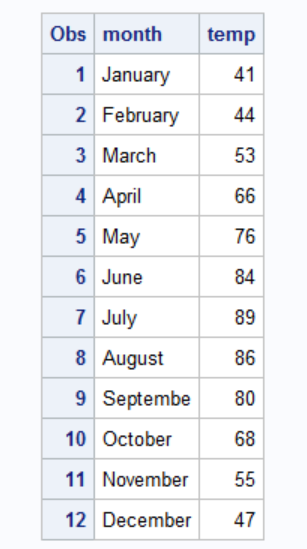 Obs month temp
1 January 41
2 February 44
3 March 53
4 April 66
5 May 76
6 June 84
7 July 89
8 August 86
9 Septembe 80
10 October 68
11 November 55
12 December 47